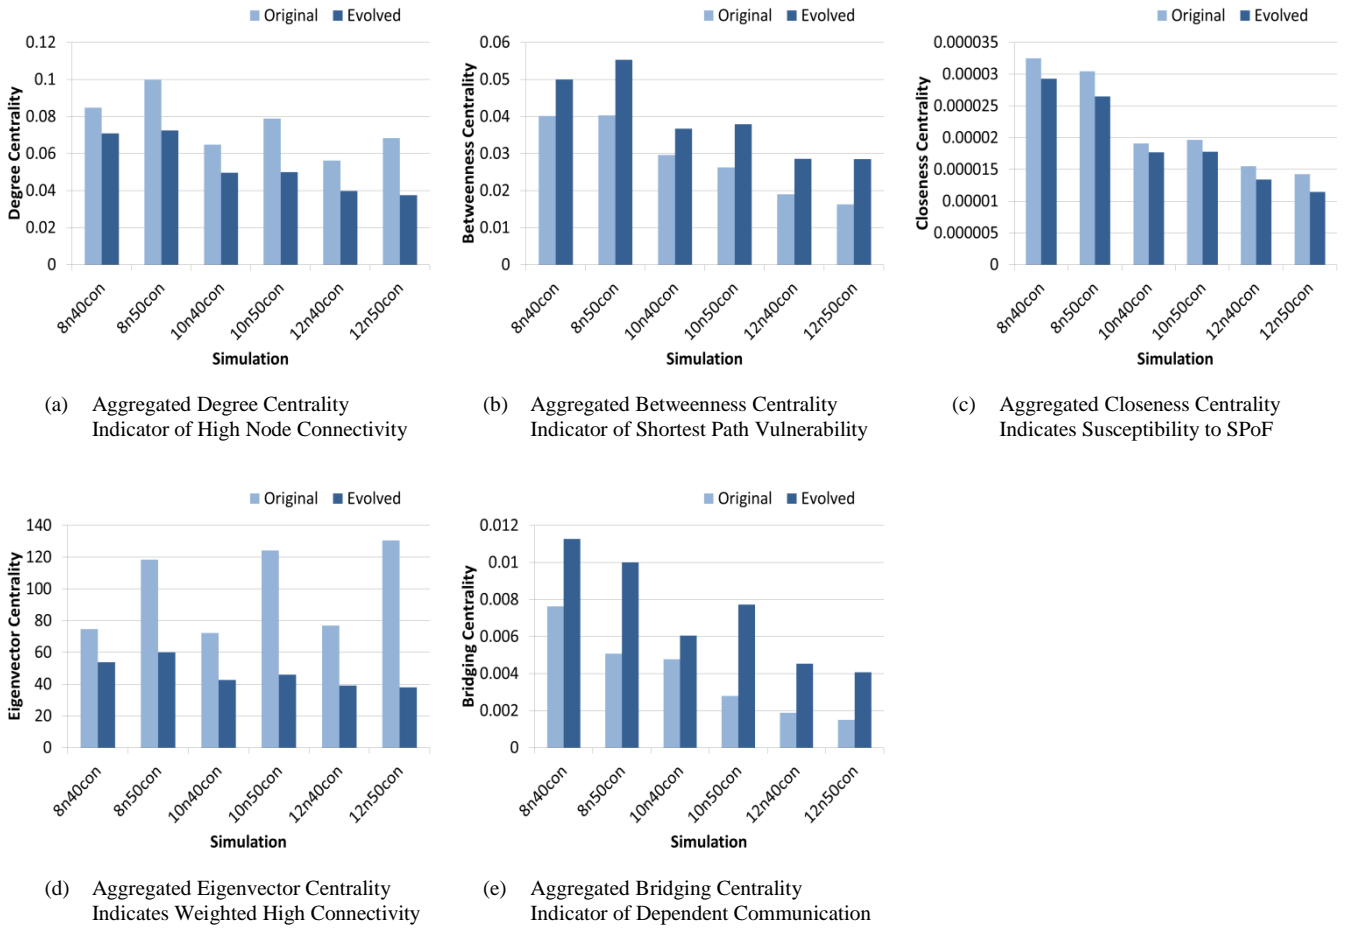 Original Evolved
0.12
0.1
0.08
0.06
0.04
0.02
0
Degree Centrality
8n40con
8n50con
10n40con
10n50con
12n40con
12n50con
Simulation
(a) Aggregated Degree Centrality
Indicator of High Node Connectivity
Original Evolved
0.06
0.05
0.04
0.03
0.02
0.01
0
Betweenness Centrality
8n40con
8n50con
10n40con
10n50con
12n40con
12n50con
Simulation
(b) Aggregated Betweenness Centrality
Indicator of Shortest Path Vulnerability
Original Evolved
0.000035
0.00003
0.000025
0.00002
0.000015
0.00001
0.000005
0
Closeness Centrality
8n40con
8n50con
10n40con
10n50con
12n40con
12n50con
Simulation
(c) Aggregated Closeness Centrality
Indicates Susceptibility to SPoF
Original Evolved
140
120
100
80
60
40
20
0
Eigenvector Centrality
8n40con
8n50con
10n40con
10n50con
12n40con
12n50con
Simulation
(d) Aggregated Eigenvector Centrality
Indicates Weighted High Connectivity
Original Evolved
0.012
0.01
0.008
0.006
0.004
0.002
0
Bridging Centrality
8n40con
8n50con
10n40con
10n50con
12n40con
12n50con
Simulation
(e) Aggregated Bridging Centrality
Indicator of Dependent Communication